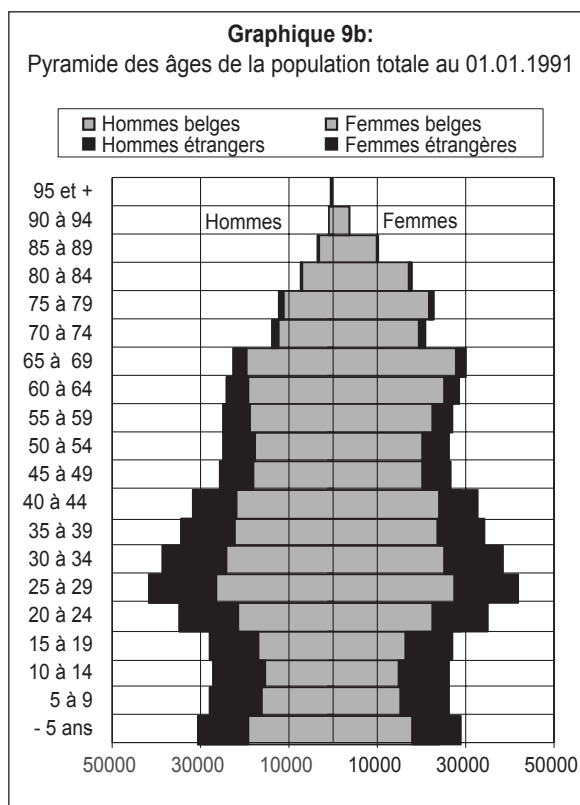 Graphique 9b:
Pyramide des âges de la population totale au 01.01.1991
Hommes belges Femmes belges
Hommes étrangers Femmes étrangères
95 et +
90 à 94 Hommes Femmes
85 à 89
80 à 84
75 à 79
70 à 74
65 à 69
60 à 64
55 à 59
50 à 54
45 à 49
40 à 44
35 à 39
30 à 34
25 à 29
20 à 24
15 à 19
10 à 14
5 à 9
- 5 ans
50000 30000 10000 10000 30000 50000